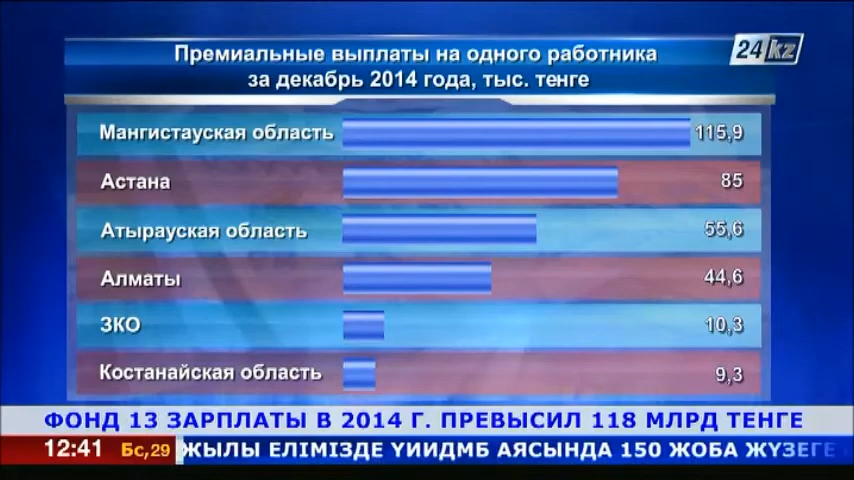 Премиальные выплаты на одного работника
за декабрь 2014 года, тыс. тенге
24kz
Мангистауская область 115,9
Астана 85
Атырауская область 55,6
Алматы 44,6
ЗКО 10,3
Костанайская область 9,3
ФОНД 13 ЗАРПЛАТЫ В 2014 Г. ПРЕВЫСИЛ 118 МЛРД ТЕНГЕ
12:41 Бс,29 ЖЫЛЫ ЕЛІМІЗДЕ ҮИИДМБ АЯСЫНДА 150 ЖОБА ЖҮЗЕГЕ